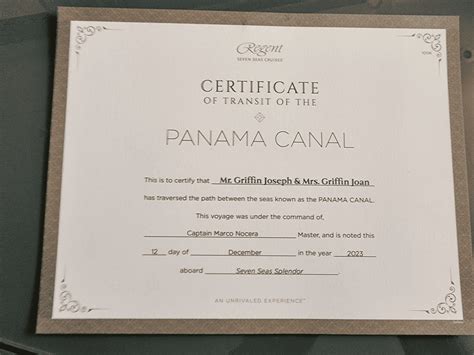 Regent
SEVEN SEAS CRUISES
CERTIFICATE
OF TRANSIT OF THE
PANAMA CANAL
This is to certify that Mr. Griffin Joseph & Mrs. Griffin Joan
has traversed the path between the seas known as the PANAMA CANAL.
This voyage was under the command of,
Captain Marco Nocera Master, and is noted this
12 day of December in the year 2023
aboard Seven Seas Splendor
AN UNRIVALED EXPERIENCE™